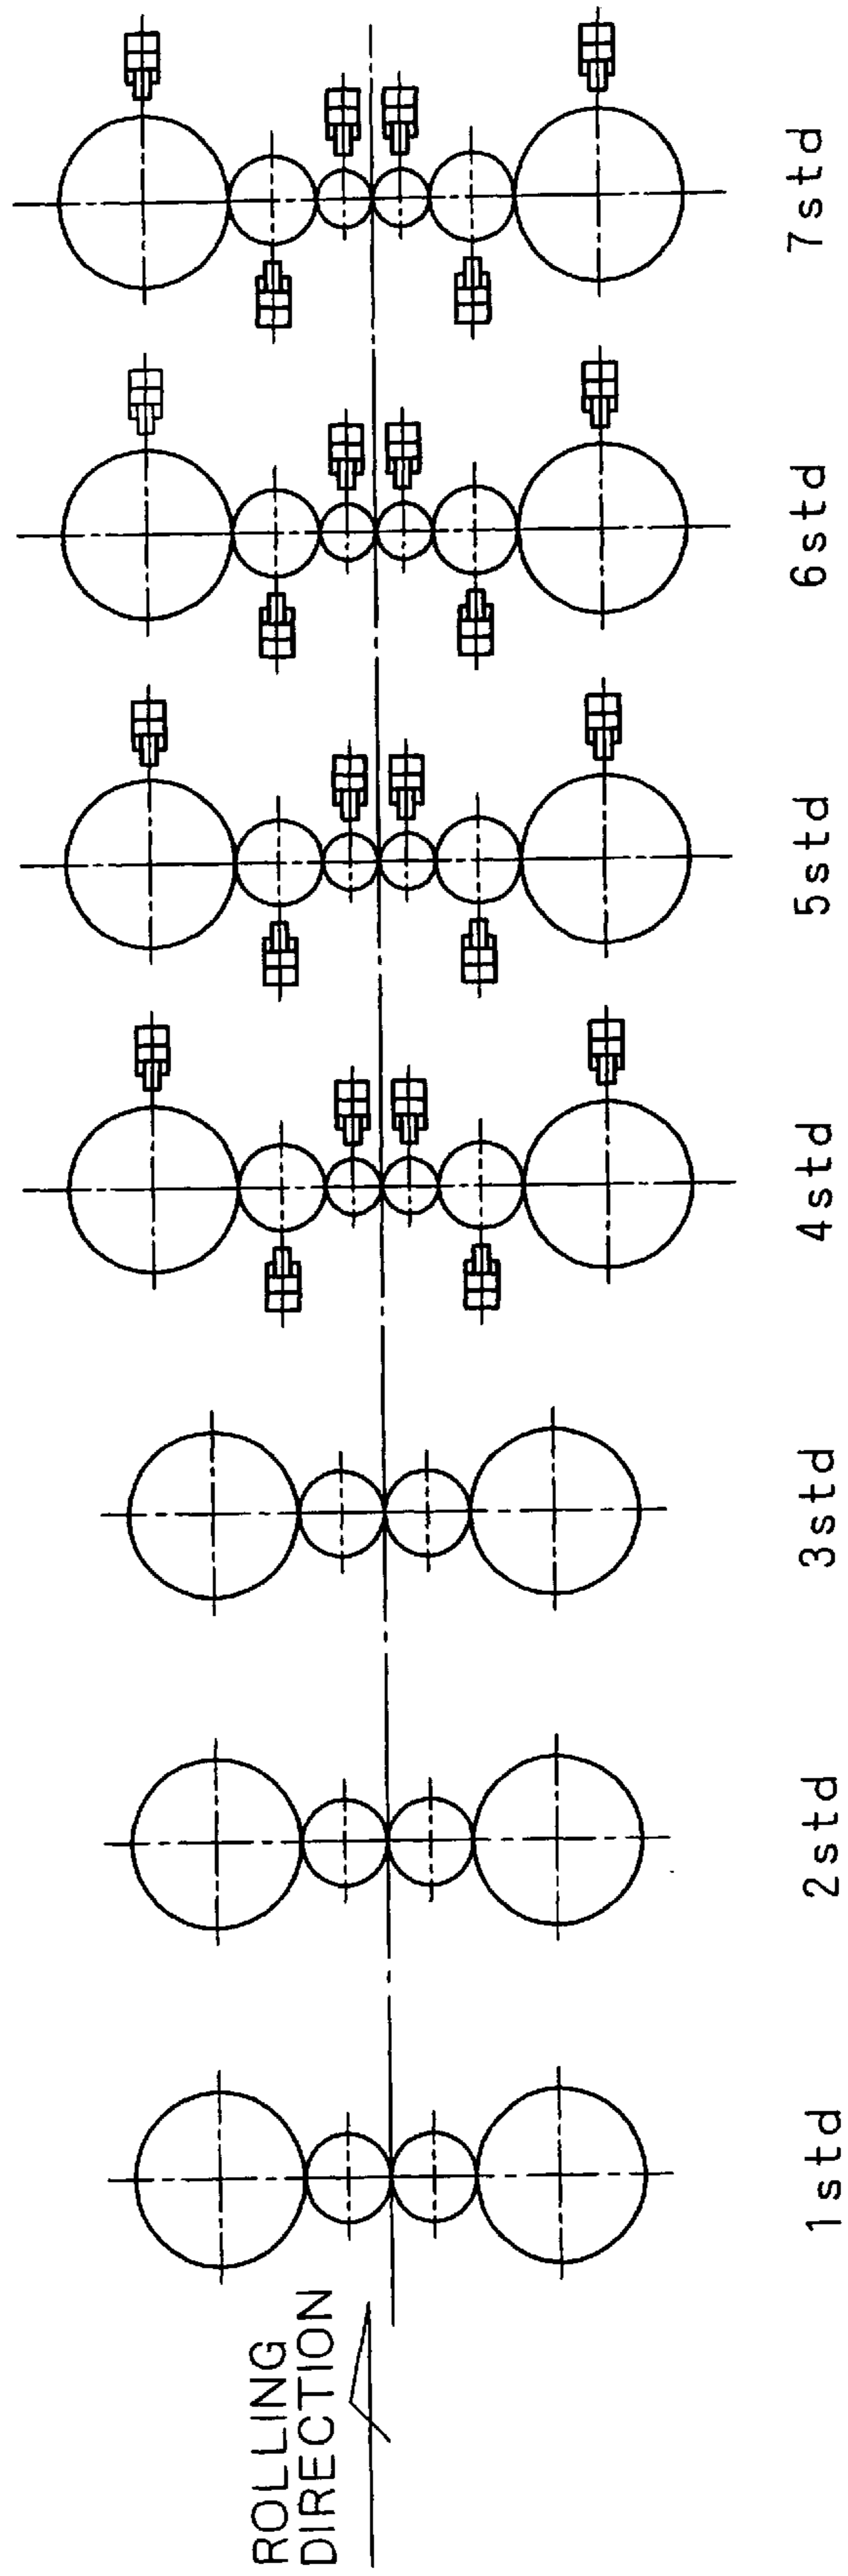 ROLLING
DIRECTION
1std
2std
3std
4std
5std
6std
7std